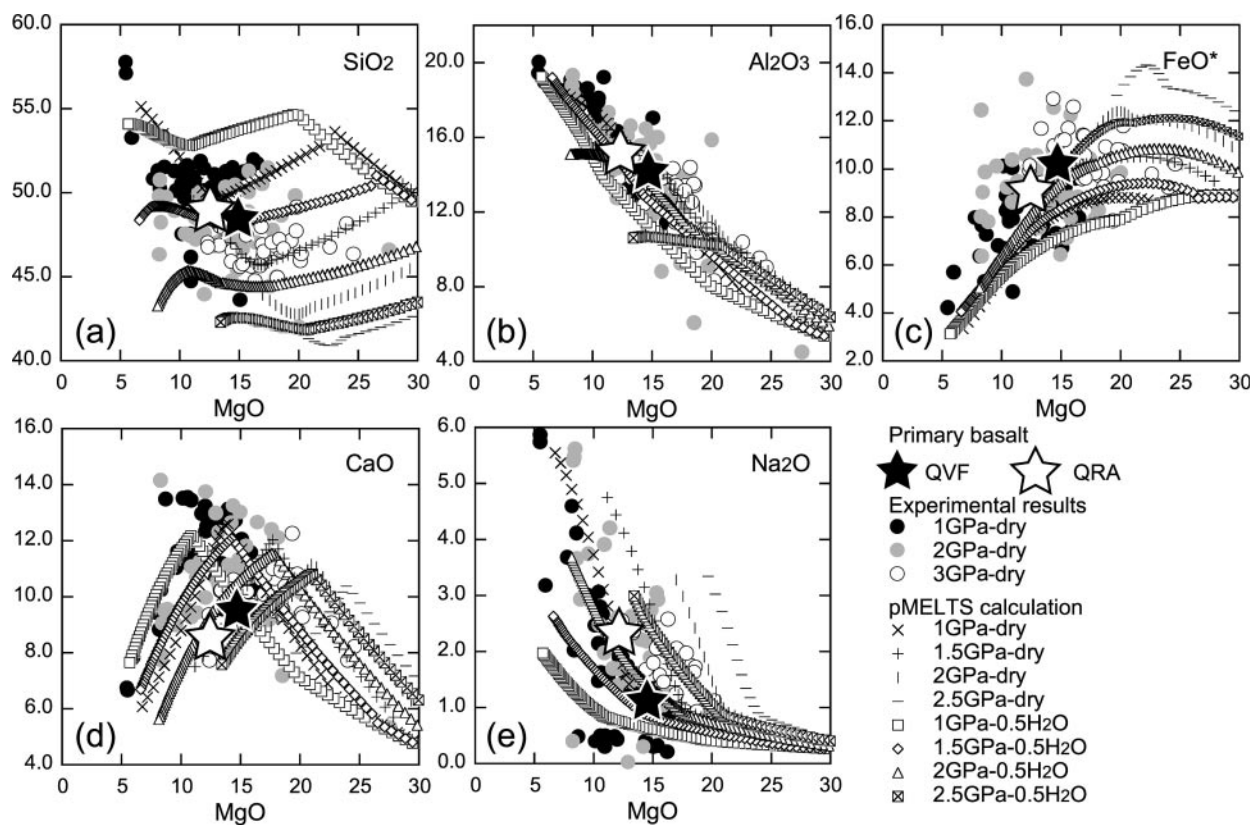 60.0
55.0
50.0
45.0
40.0
SiO2
(a)
0 5 10 15 20 25 30
MgO
20.0
16.0
12.0
8.0
4.0
Al2O3
(b)
0 5 10 15 20 25 30
MgO
16.0
14.0
12.0
10.0
8.0
6.0
4.0
2.0
FeO*
(c)
0 5 10 15 20 25 30
MgO
16.0
14.0
12.0
10.0
8.0
6.0
4.0
CaO
(d)
0 5 10 15 20 25 30
MgO
6.0
5.0
4.0
3.0
2.0
1.0
0.0
Na2O
(e)
0 5 10 15 20 25 30
MgO
Primary basalt
QVF QRA
Experimental results
1GPa-dry
2GPa-dry
3GPa-dry
pMELTS calculation
1GPa-dry
1.5GPa-dry
2GPa-dry
2.5GPa-dry
1GPa-0.5H2O
1.5GPa-0.5H2O
2GPa-0.5H2O
2.5GPa-0.5H2O